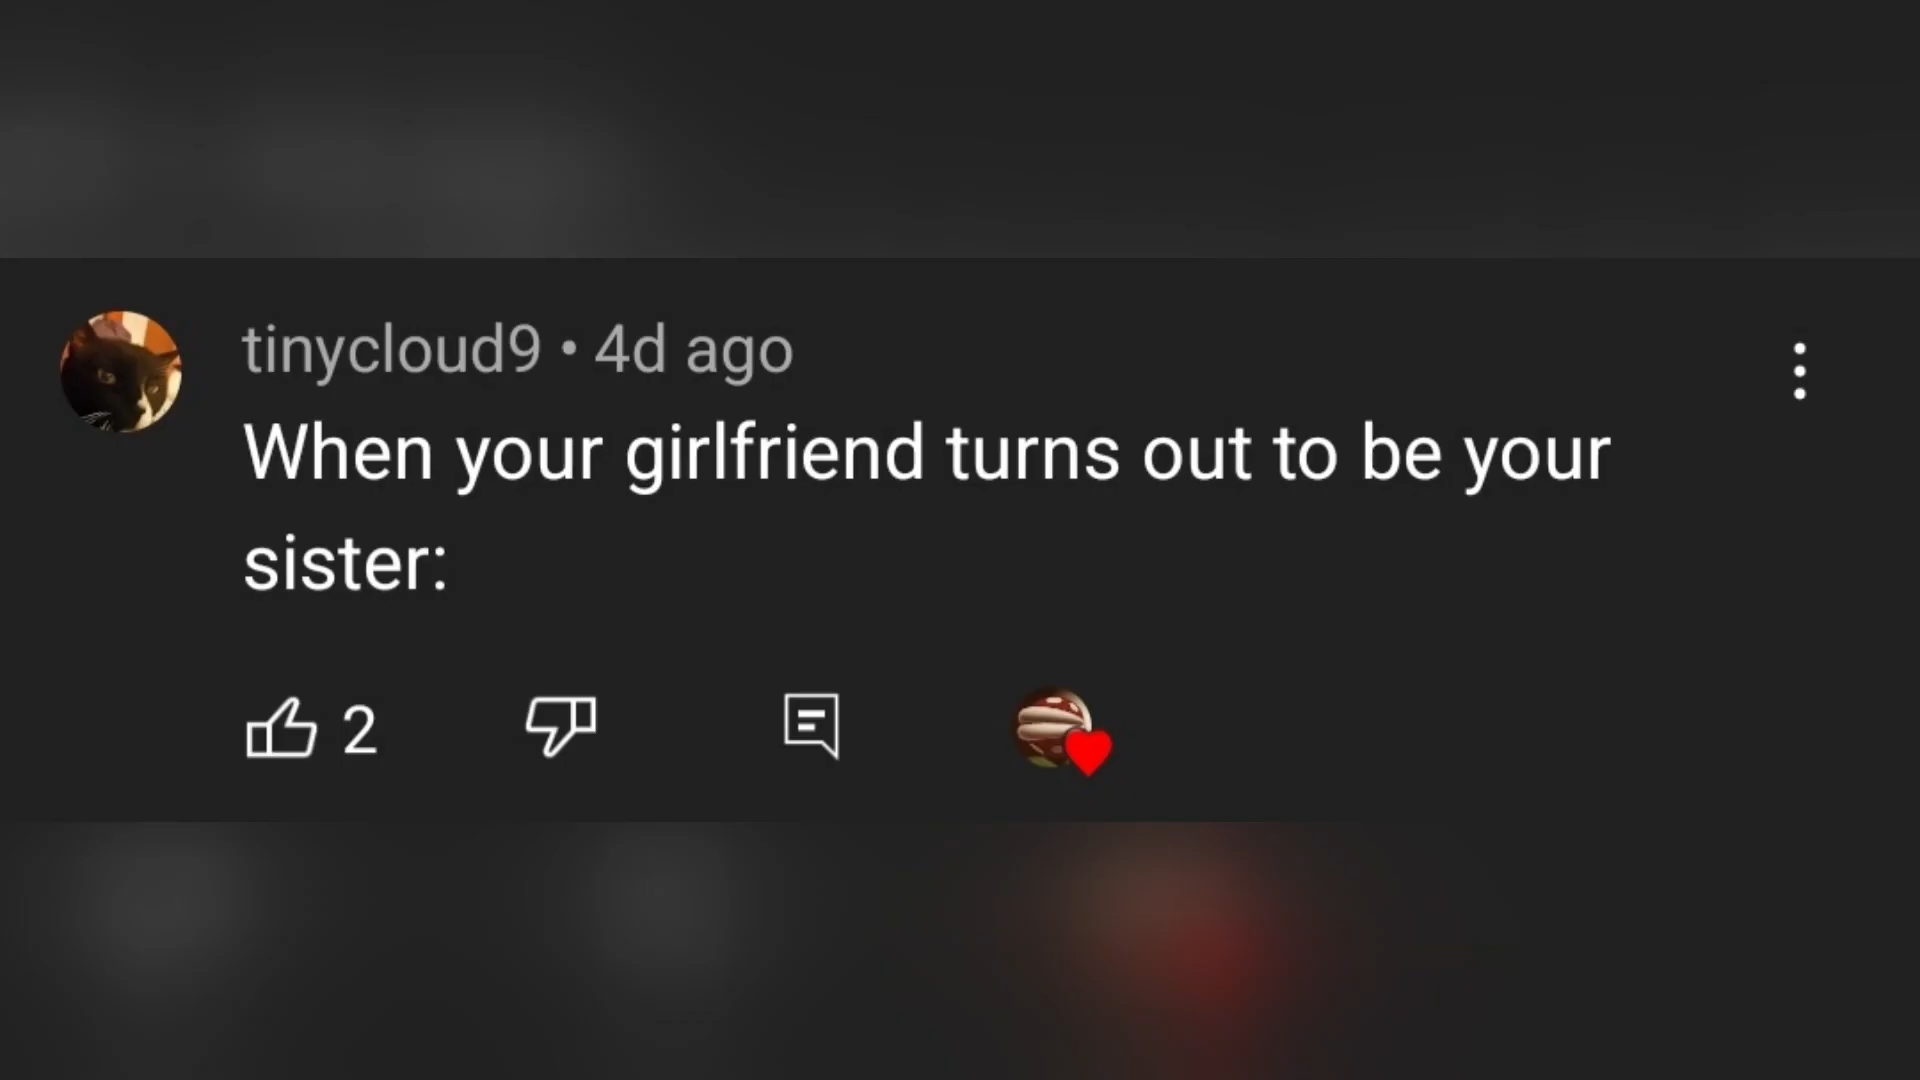 tinycloud9 • 4d ago
When your girlfriend turns out to be your
sister:
2